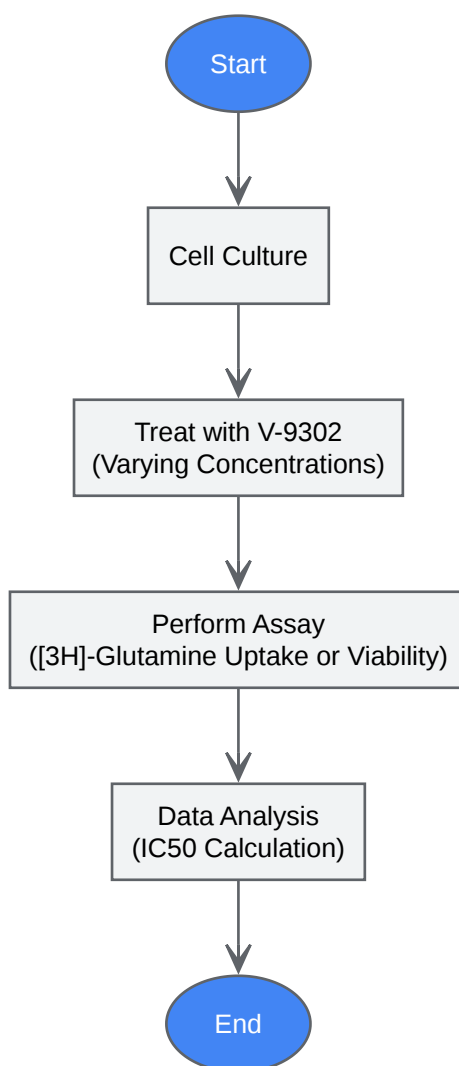 Start
Cell Culture
Treat with V-9302
(Varying Concentrations)
Perform Assay
([3H]-Glutamine Uptake or Viability)
Data Analysis
(IC50 Calculation)
End